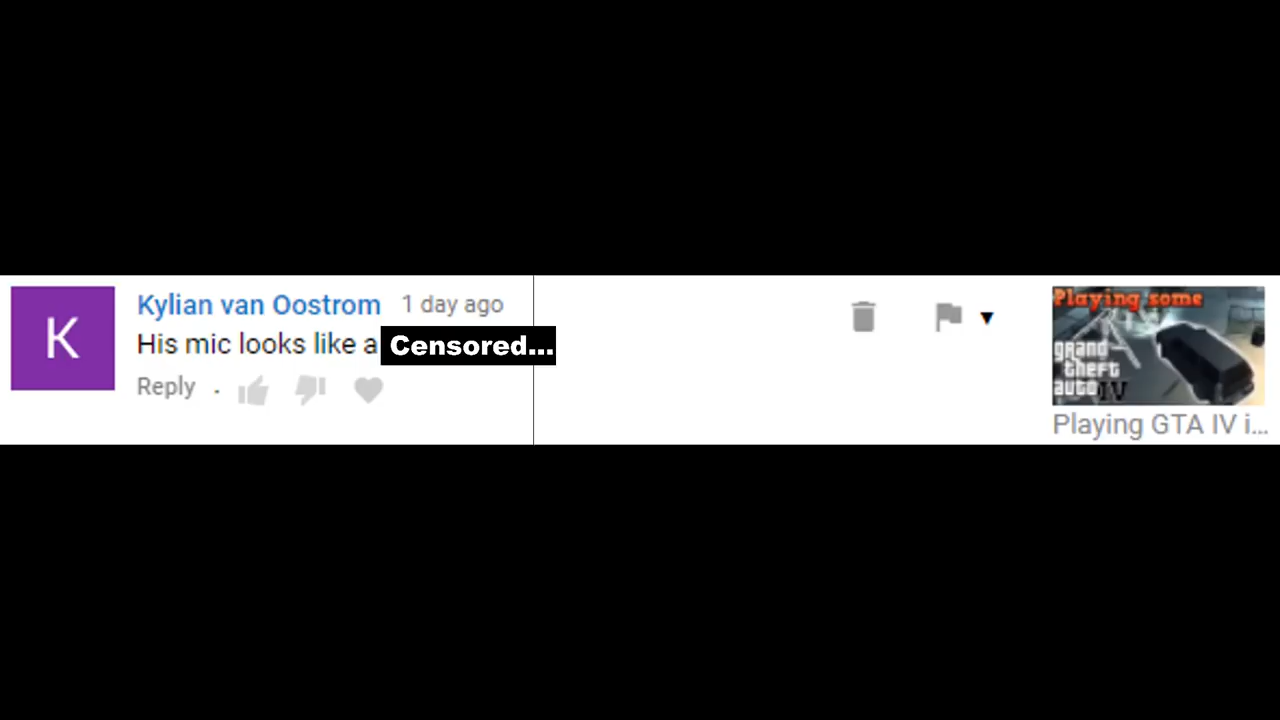 K
Kylian van Oostrom 1 day ago
His mic looks like a Censored...
Reply
Playing some
grand
theft
auto IV
Playing GTA IV i...